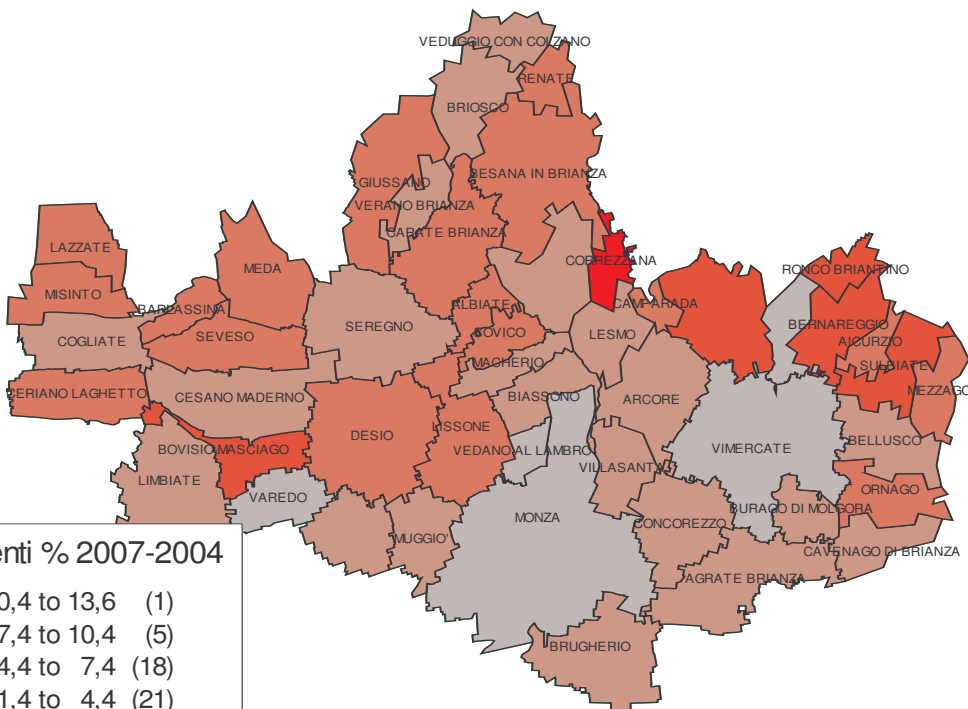 VEDUGGIO CON COLZANO
RENATE
BRIOSCO
BESANA IN BRIANZA
GIUSSANO
VERANO BRIANZA
CARATE BRIANZA
LAZZATE
CORREZZANA
RONCO BRIANTINO
MEDA
MISINTO
BARLASSINA
ALBIATE
CAMPARADA
BERNAREGGIO
SEREGNO
SOVICO
LESMO
SEVESO
COGLIATE
AICURZIO
MACHERIO
SULBIATE
CERIANO LAGHETTO
CESANO MADERNO
BIASSONO
ARCORE
MEZZAGO
LISSONE
DESIO
BELLUSCO
BOVISIO-MASCIAGO
VEDANO AL LAMBRO
VIMERCATE
VILLASANTA
LIMBIATE
ORNAGO
VAREDO
BURAGO DI MOLGORA
MONZA
CONCOREZZO
MUGGIO'
CAVENAGO DI BRIANZA
AGRATE BRIANZA
BRUGHERIO
enti % 2007-2004
0,4 to 13,6 (1)
7,4 to 10,4 (5)
4,4 to 7,4 (18)
1,4 to 4,4 (21)